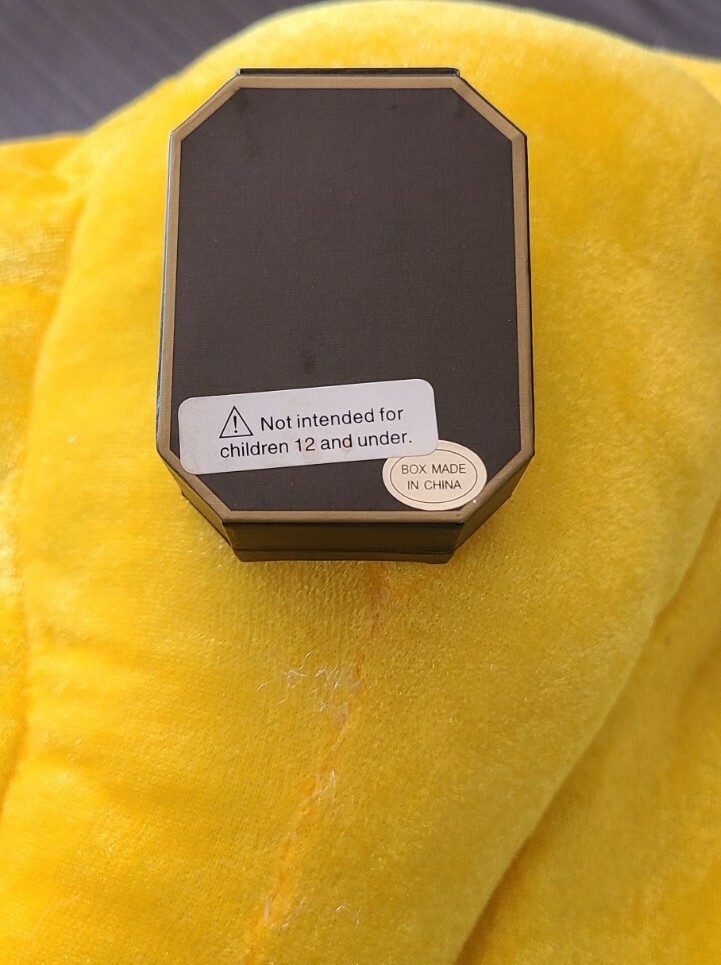 Not intended for
children 12 and under.
BOX MADE
IN CHINA